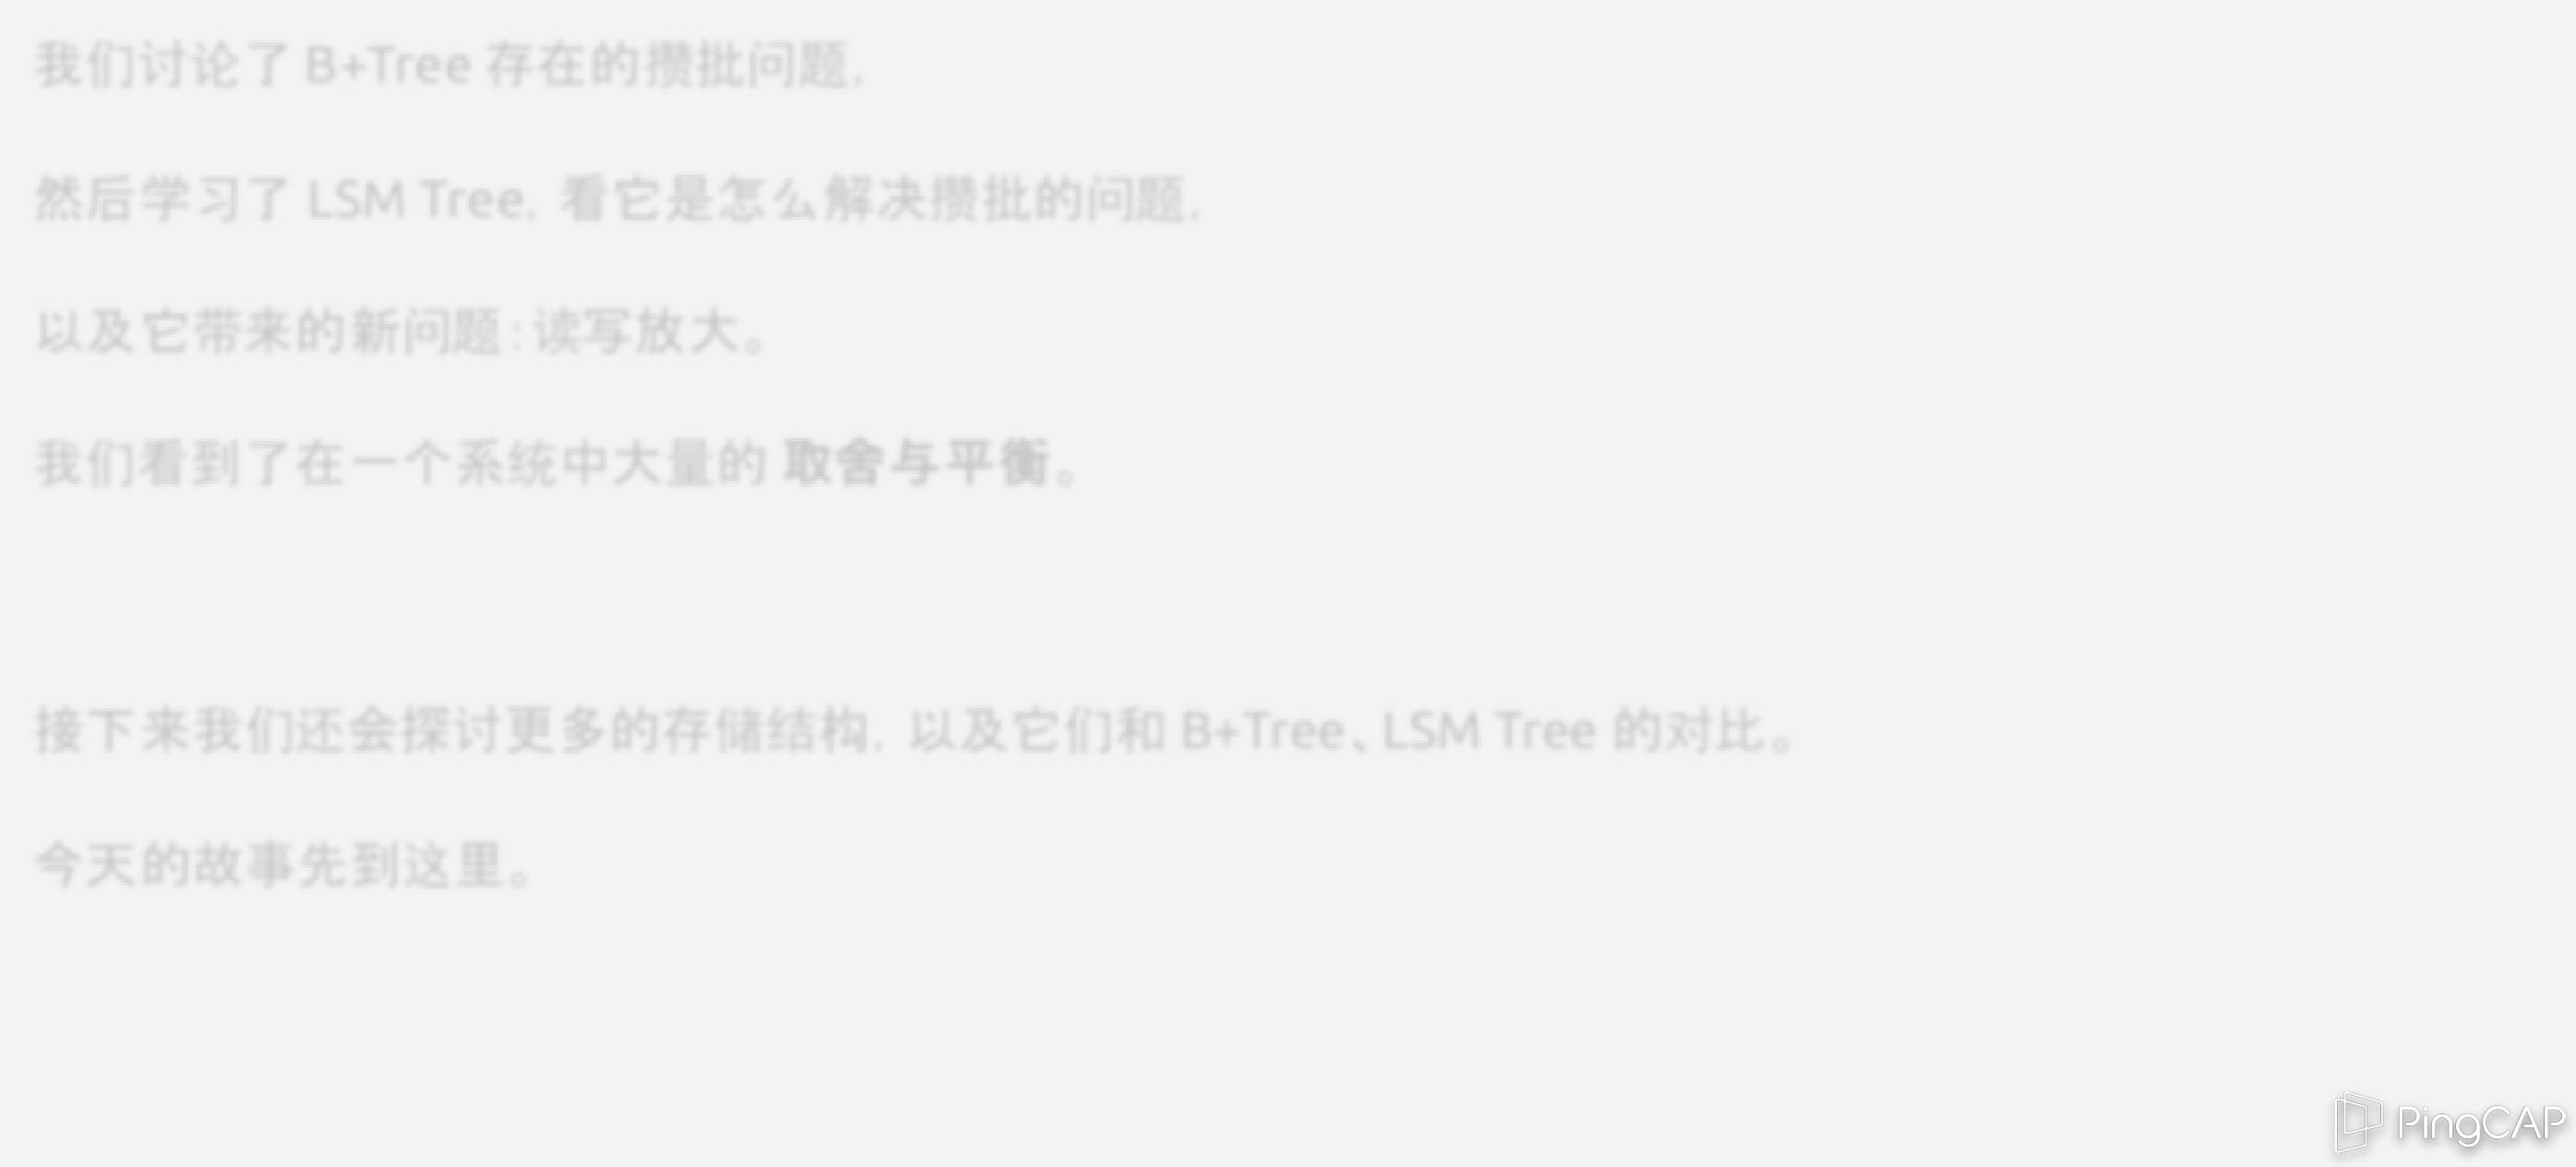 我们讨论了 B+Tree 存在的攒批问题,
然后学习了 LSM Tree, 看它是怎么解决攒批的问题,
以及它带来的新问题:读写放大。
我们看到了在一个系统中大量的 取舍与平衡。
接下来我们还会探讨更多的存储结构, 以及它们和 B+Tree、LSM Tree 的对比。
今天的故事先到这里。
PingCAP